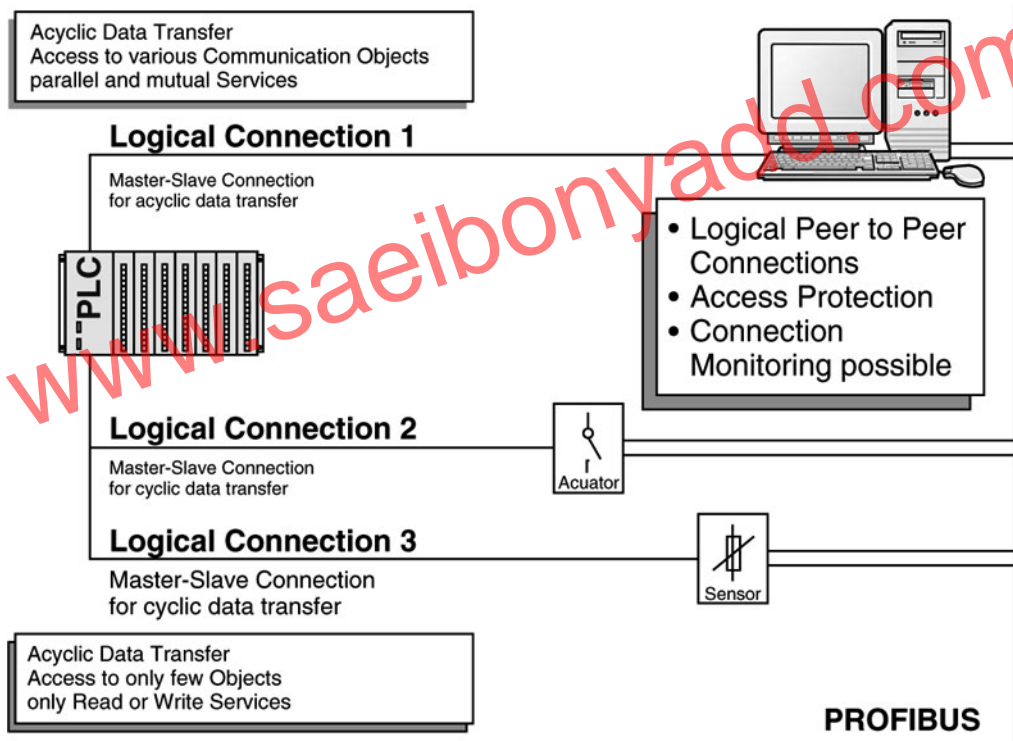 Acyclic Data Transfer
Access to various Communication Objects
parallel and mutual Services
Logical Connection 1
Master-Slave Connection
for acyclic data transfer
PLC
• Logical Peer to Peer
Connections
• Access Protection
• Connection
Monitoring possible
Logical Connection 2
Master-Slave Connection
for cyclic data transfer
Acuator
Logical Connection 3
Master-Slave Connection
for cyclic data transfer
Sensor
Acyclic Data Transfer
Access to only few Objects
only Read or Write Services
PROFIBUS
www.saeibonyadd.com